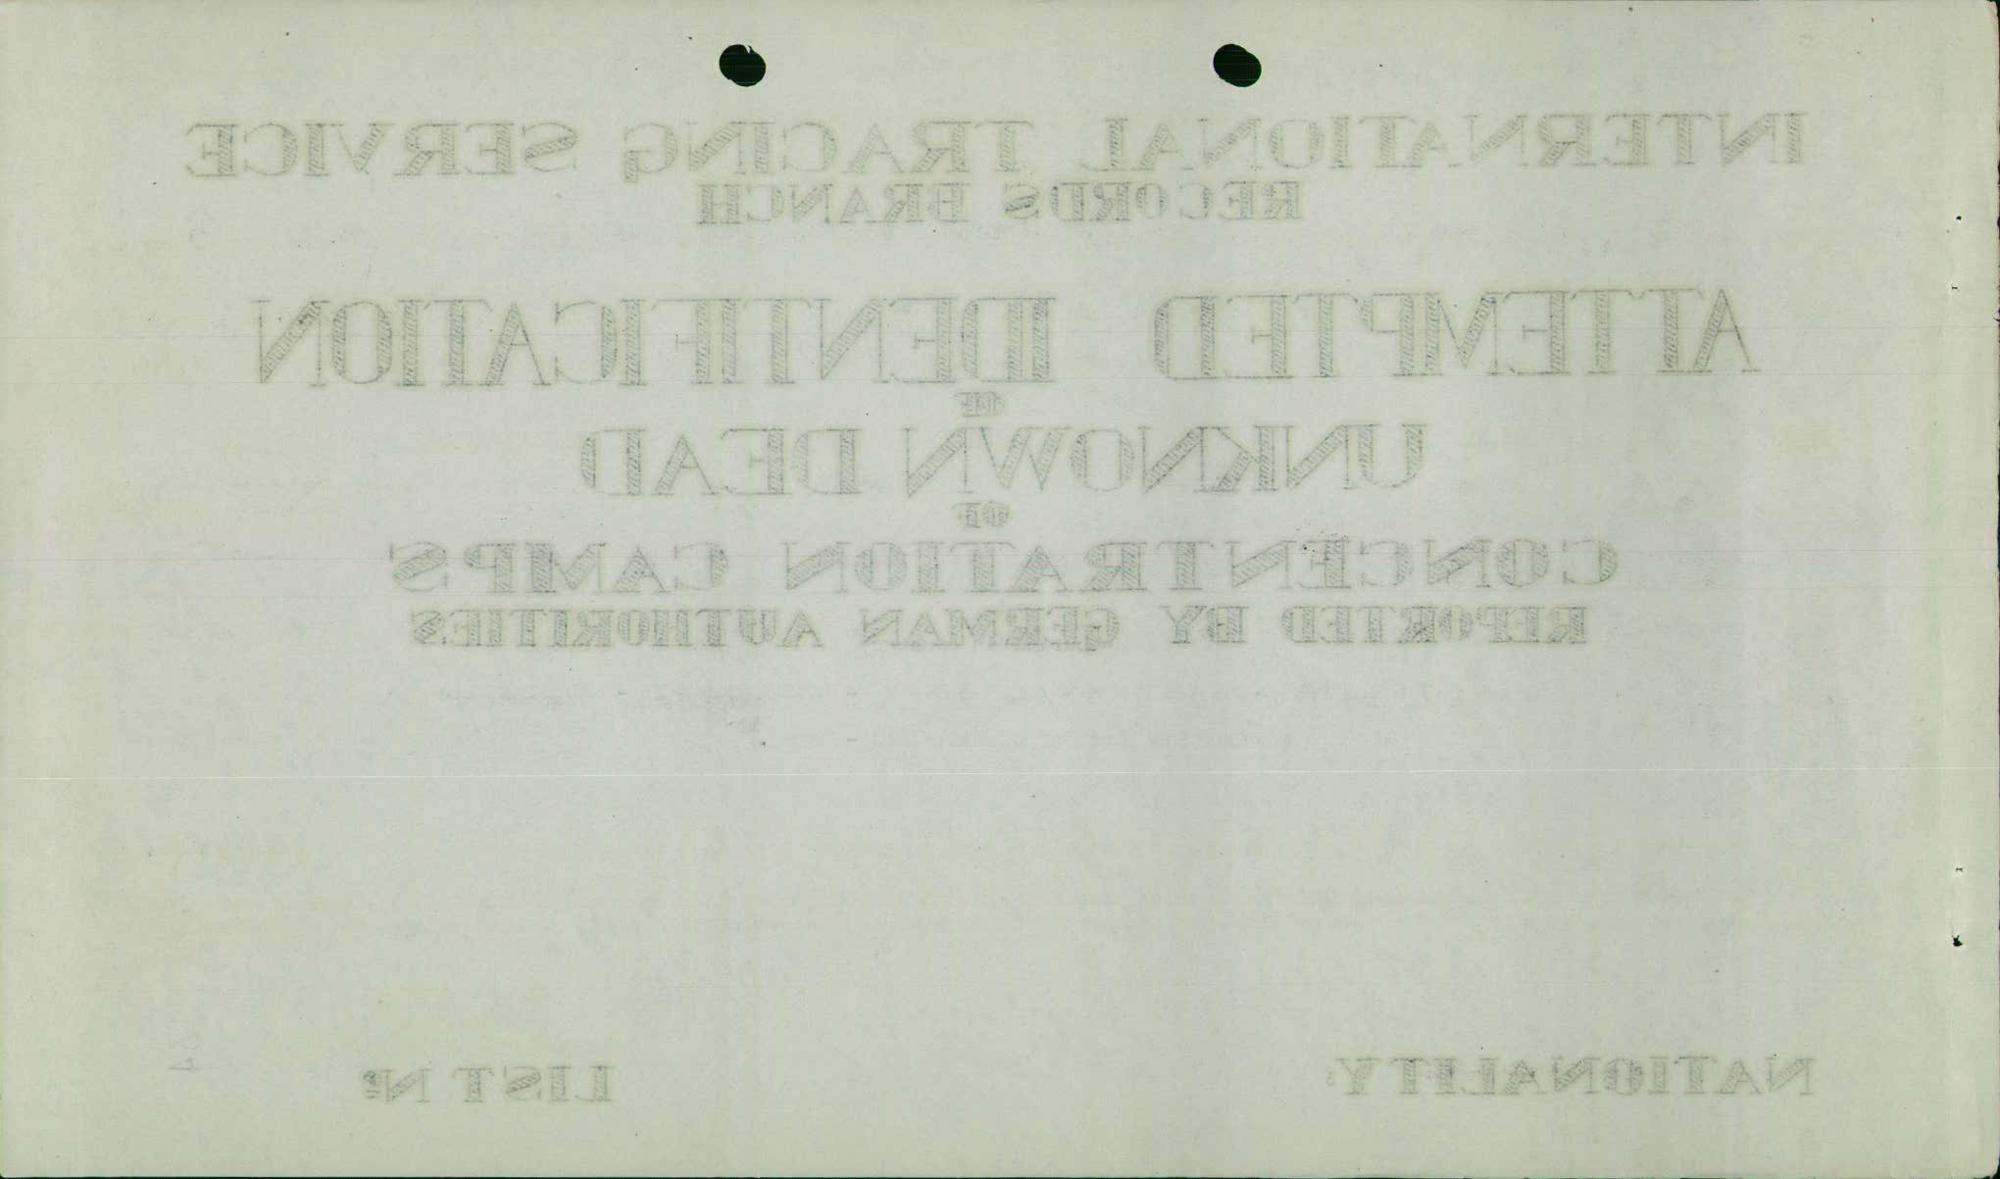 INTERNATIONAL TRACING SERVICE
RECORDS BRANCH
ATTEMPTED IDENTIFICATION
OF
UNKNOWN DEAD
OF
CONCENTRATION CAMPS
REPORTED BY GERMAN AUTHORITIES
NATIONALITY: LIST Nº